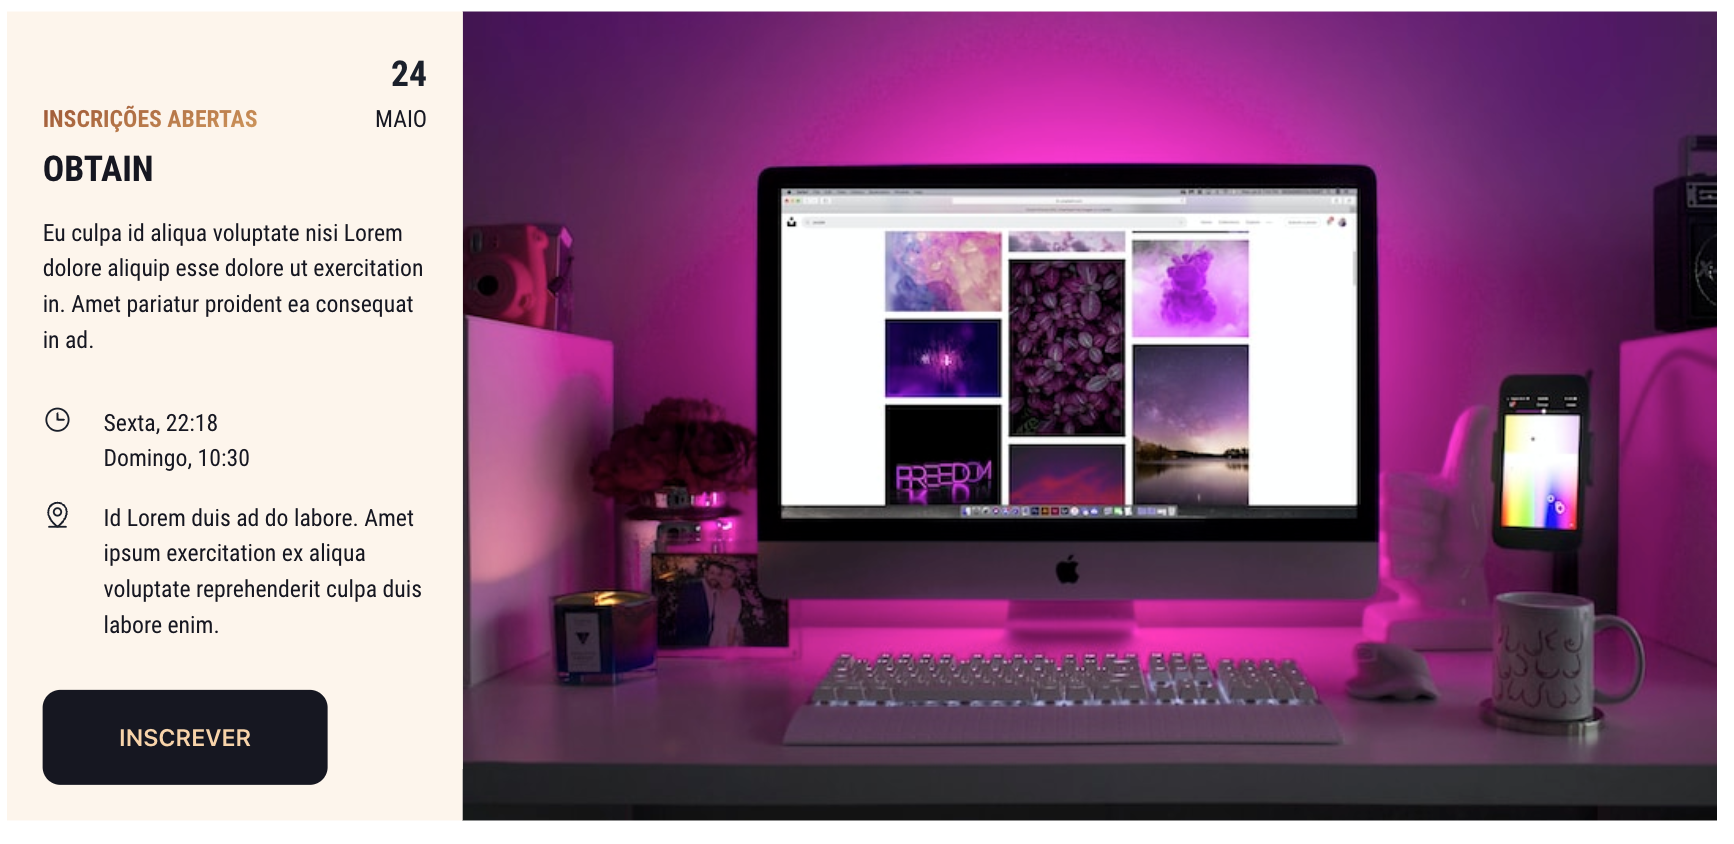 24
INSCRIÇÕES ABERTAS
MAIO
OBTAIN
Eu culpa id aliqua voluptate nisi Lorem
dolore aliquip esse dolore ut exercitation
in. Amet pariatur proident ea consequat
in ad.
Sexta, 22:18
Domingo, 10:30
Id Lorem duis ad do labore. Amet
ipsum exercitation ex aliqua
voluptate reprehenderit culpa duis
labore enim.
INSCREVER
FREEDOM